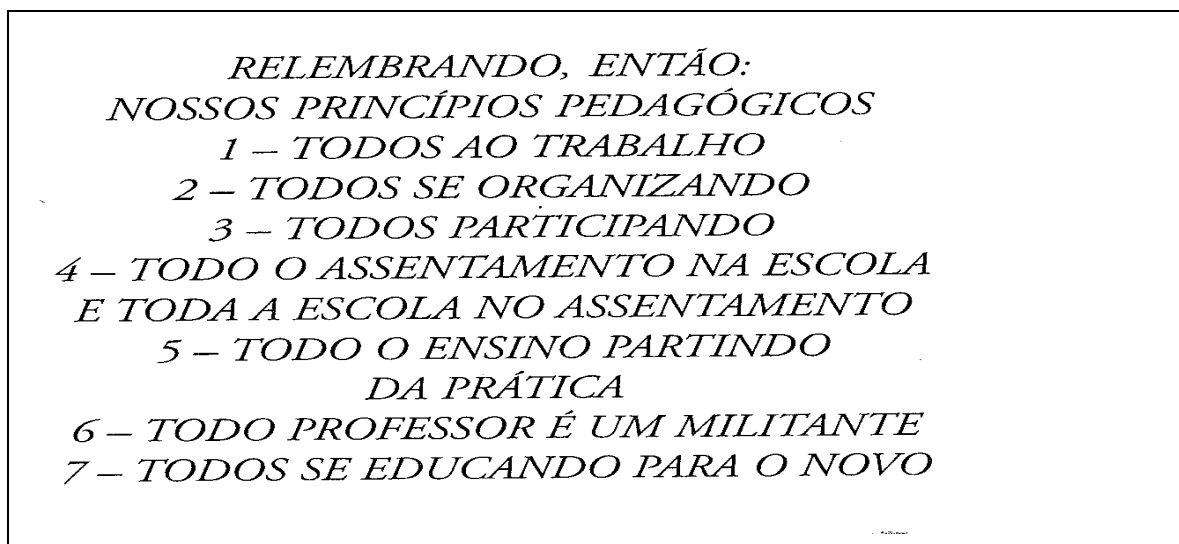 RELEMBRANDO, ENTÃO:
NOSSOS PRINCÍPIOS PEDAGÓGICOS
1 – TODOS AO TRABALHO
2 – TODOS SE ORGANIZANDO
3 – TODOS PARTICIPANDO
4 – TODO O ASSENTAMENTO NA ESCOLA
E TODA A ESCOLA NO ASSENTAMENTO
5 – TODO O ENSINO PARTINDO
DA PRÁTICA
6 – TODO PROFESSOR É UM MILITANTE
7 – TODOS SE EDUCANDO PARA O NOVO